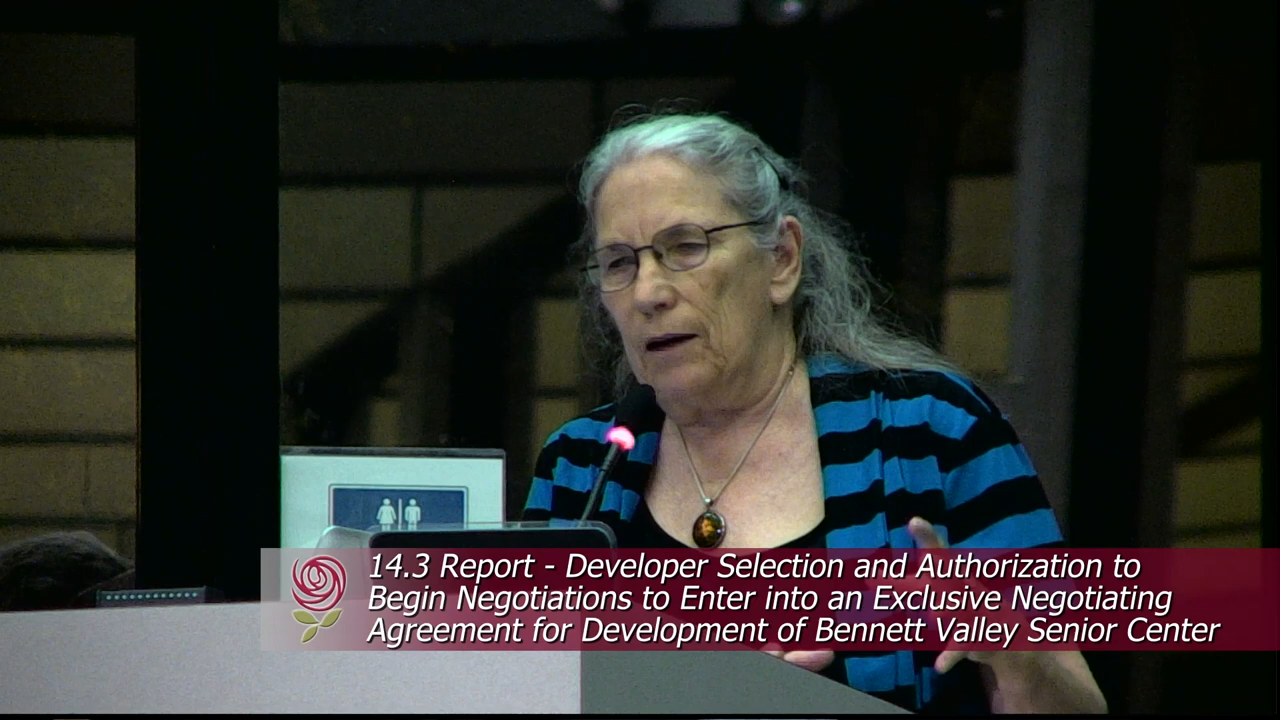 14.3 Report - Developer Selection and Authorization to
Begin Negotiations to Enter into an Exclusive Negotiating
Agreement for Development of Bennett Valley Senior Center